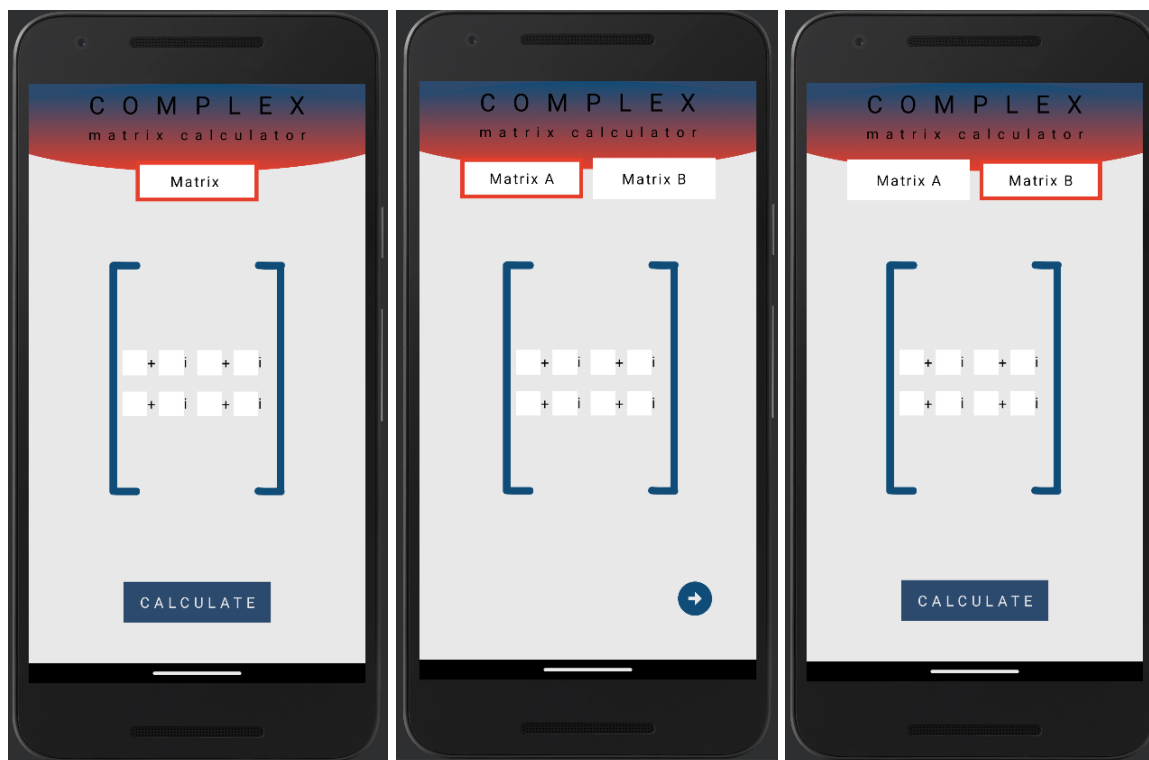 COMPLEX
matrix calculator
Matrix
+ i + i
+ i + i
CALCULATE
COMPLEX
matrix calculator
Matrix A Matrix B
+ i + i
+ i + i
COMPLEX
matrix calculator
Matrix A Matrix B
+ i + i
+ i + i
CALCULATE